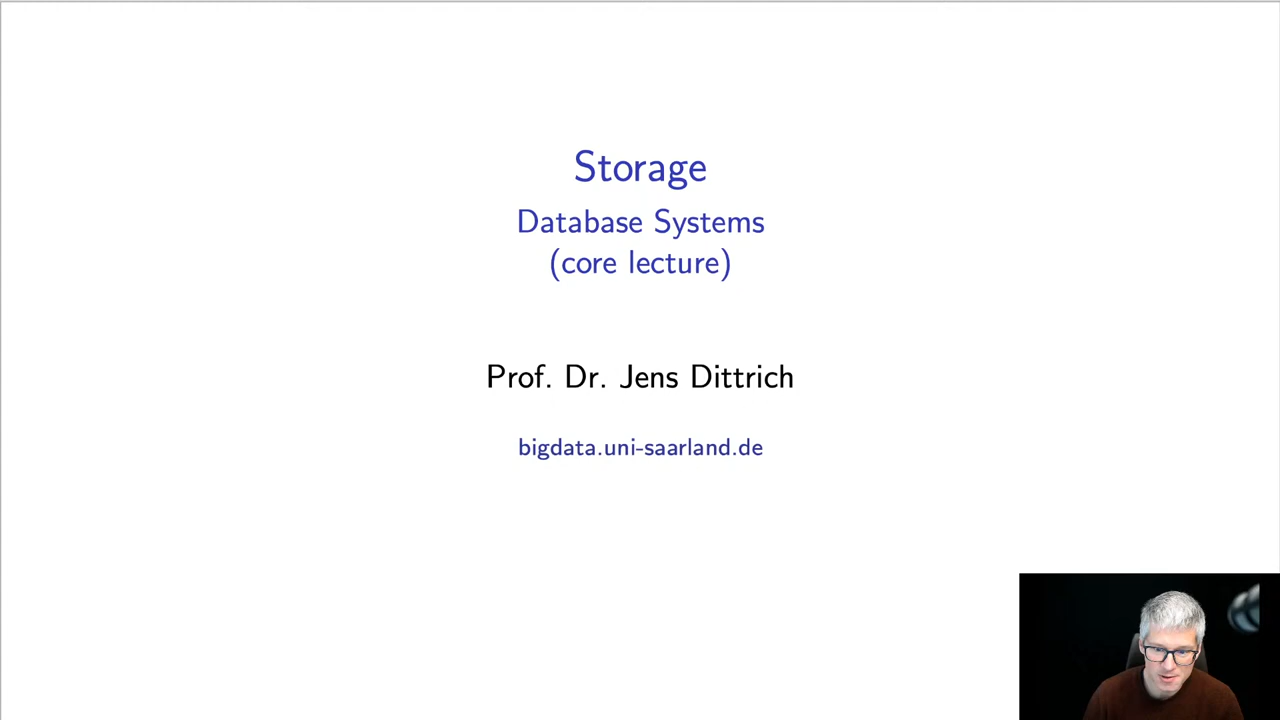 Storage
Database Systems
(core lecture)
Prof. Dr. Jens Dittrich
bigdata.uni-saarland.de